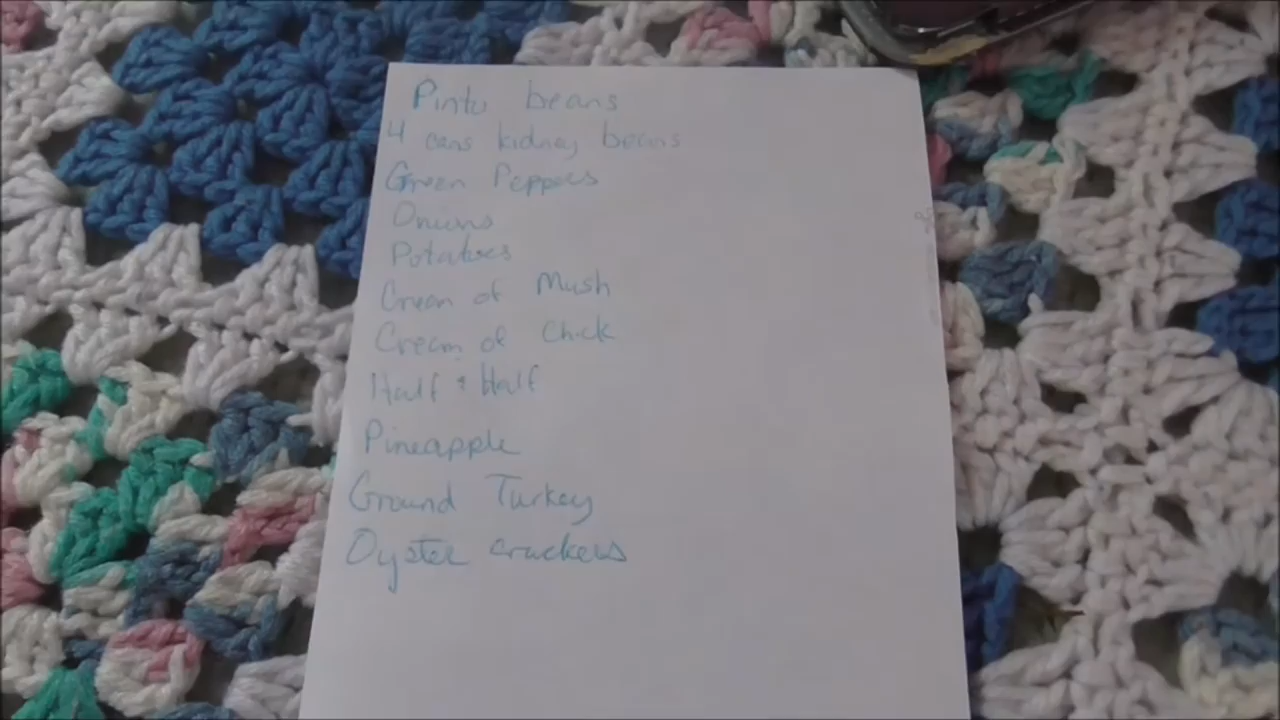 Pinto beans
4 cans kidney beans
Green Peppers
Onions
Potatoes
Cream of Mush
Cream of Chick
Half & Half
Pineapple
Ground Turkey
Oyster crackers